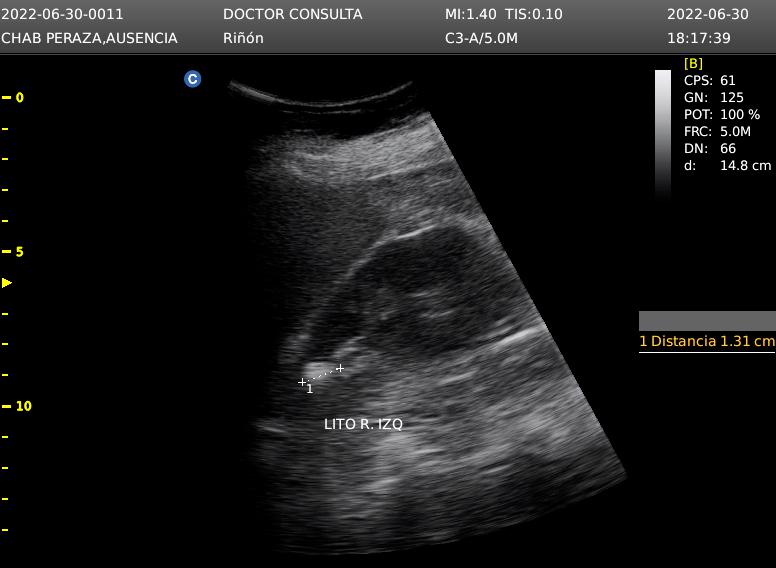 2022-06-30-0011 DOCTOR CONSULTA MI:1.40 TIS:0.10 2022-06-30
CHAB PERAZA,AUSENCIA Riñón C3-A/5.0M 18:17:39
C
[B]
CPS: 61
GN: 125
POT: 100 %
FRC: 5.0M
DN: 66
d: 14.8 cm
0
5
10
1 Distancia 1.31 cm
1
LITO R. IZQ